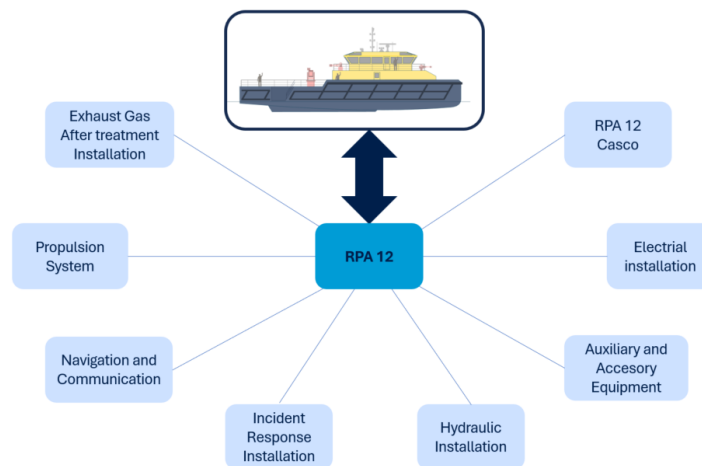 Exhaust Gas
After treatment
Installation
RPA 12
Casco
Propulsion
System
RPA 12
Electrial
installation
Navigation and
Communication
Auxiliary and
Accesory
Equipment
Incident
Response
Installation
Hydraulic
Installation